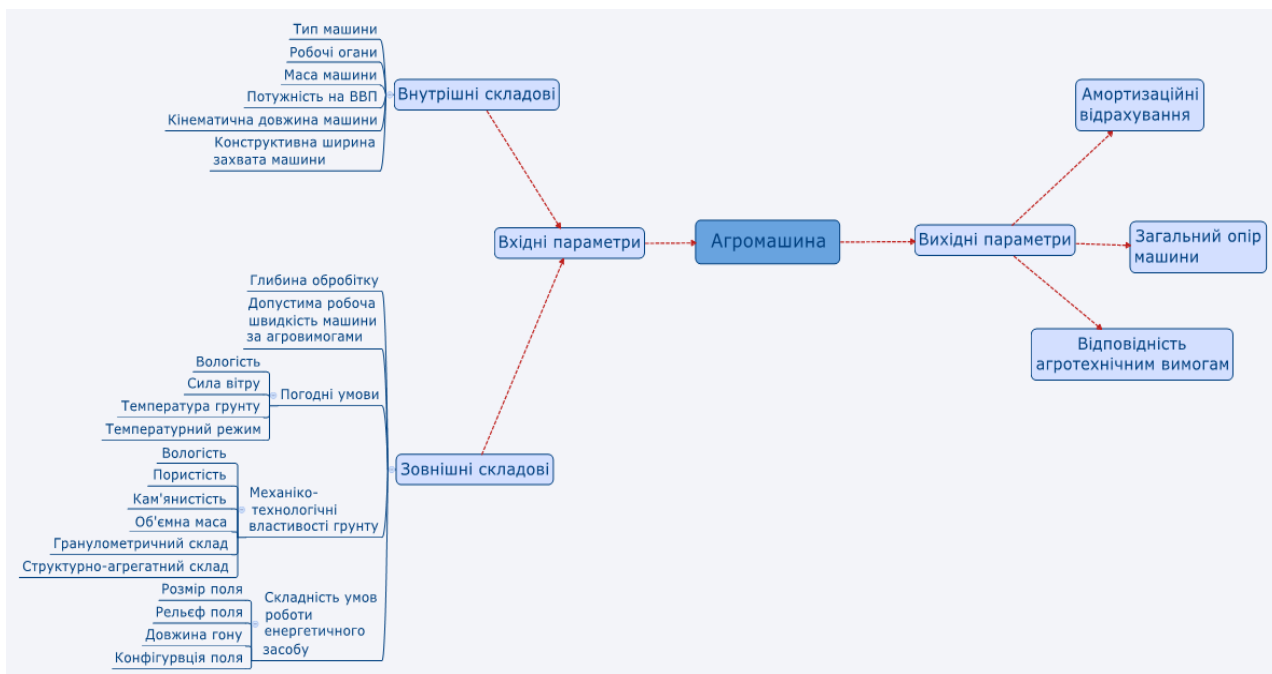 Тип машини
Робочі огани
Маса машини
Потужність на ВВП
Кінематична довжина машини
Конструктивна ширина
захвата машини
Внутрішні складові
Глибина обробітку
Допустима робоча
швидкість машини
за агровимогами
Вологість
Сила вітру
Температура грунту
Температурний режим
Погодні умови
Вологість
Пористість
Кам'янистість
Об'ємна маса
Гранулометричний склад
Структурно-агрегатний склад
Механіко-
технологічні
властивості грунту
Розмір поля
Рельєф поля
Довжина гону
Конфігурвція поля
Складність умов
роботи
енергетичного
засобу
Зовнішні складові
Вхідні параметри
Агромашина
Вихідні параметри
Амортизаційні
відрахування
Загальний опір
машини
Відповідність
агротехнічним вимогам